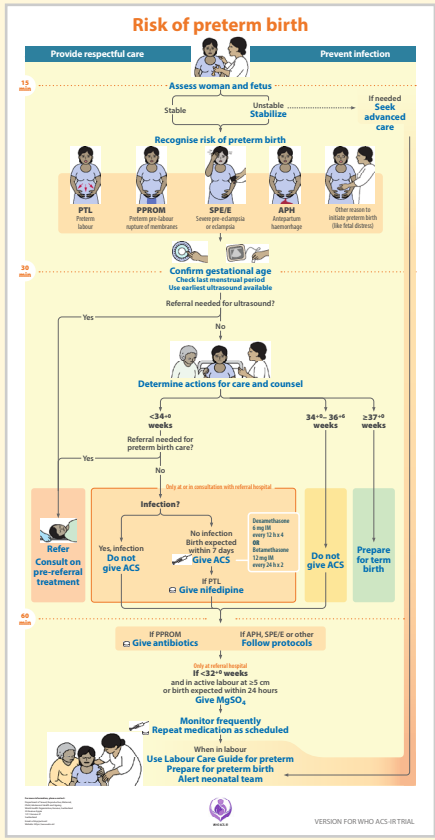 Risk of preterm birth
Provide respectful care
Prevent infection
15
min
Assess woman and fetus
Stable
Unstable
Stabilize
If needed
Seek
advanced
care
Recognise risk of preterm birth
PTL
Preterm
labour
PPROM
Preterm pre-labour
rupture of membranes
SPE/E
Severe pre-eclampsia
or eclampsia
APH
Antepartum
haemorrhage
Other reason to
initiate preterm birth
(like fetal distress)
30
min
Confirm gestational age
Check last menstrual period
Use earliest ultrasound available
Referral needed for ultrasound?
Yes
No
Determine actions for care and counsel
<34+0
weeks
34+0– 36+6
weeks
≥37+0
weeks
Referral needed for
preterm birth care?
Yes
No
Only at or in consultation with referral hospital
Infection?
Yes, infection
Do not
give ACS
No infection
Birth expected
within 7 days
Give ACS
Dexamethasone
6 mg IM
every 12 h x 4
OR
Betamethasone
12 mg IM
every 24 h x 2
If PTL
Give nifedipine
Refer
Consult on
pre-referral
treatment
Do not
give ACS
Prepare
for term
birth
60
min
If PPROM
Give antibiotics
If APH, SPE/E or other
Follow protocols
Only at referral hospital
If <32+0 weeks
and in active labour at ≥5 cm
or birth expected within 24 hours
Give MgSO4
Monitor frequently
Repeat medication as scheduled
When in labour
Use Labour Care Guide for preterm
Prepare for preterm birth
Alert neonatal team
VERSION FOR WHO ACS-IR TRIAL